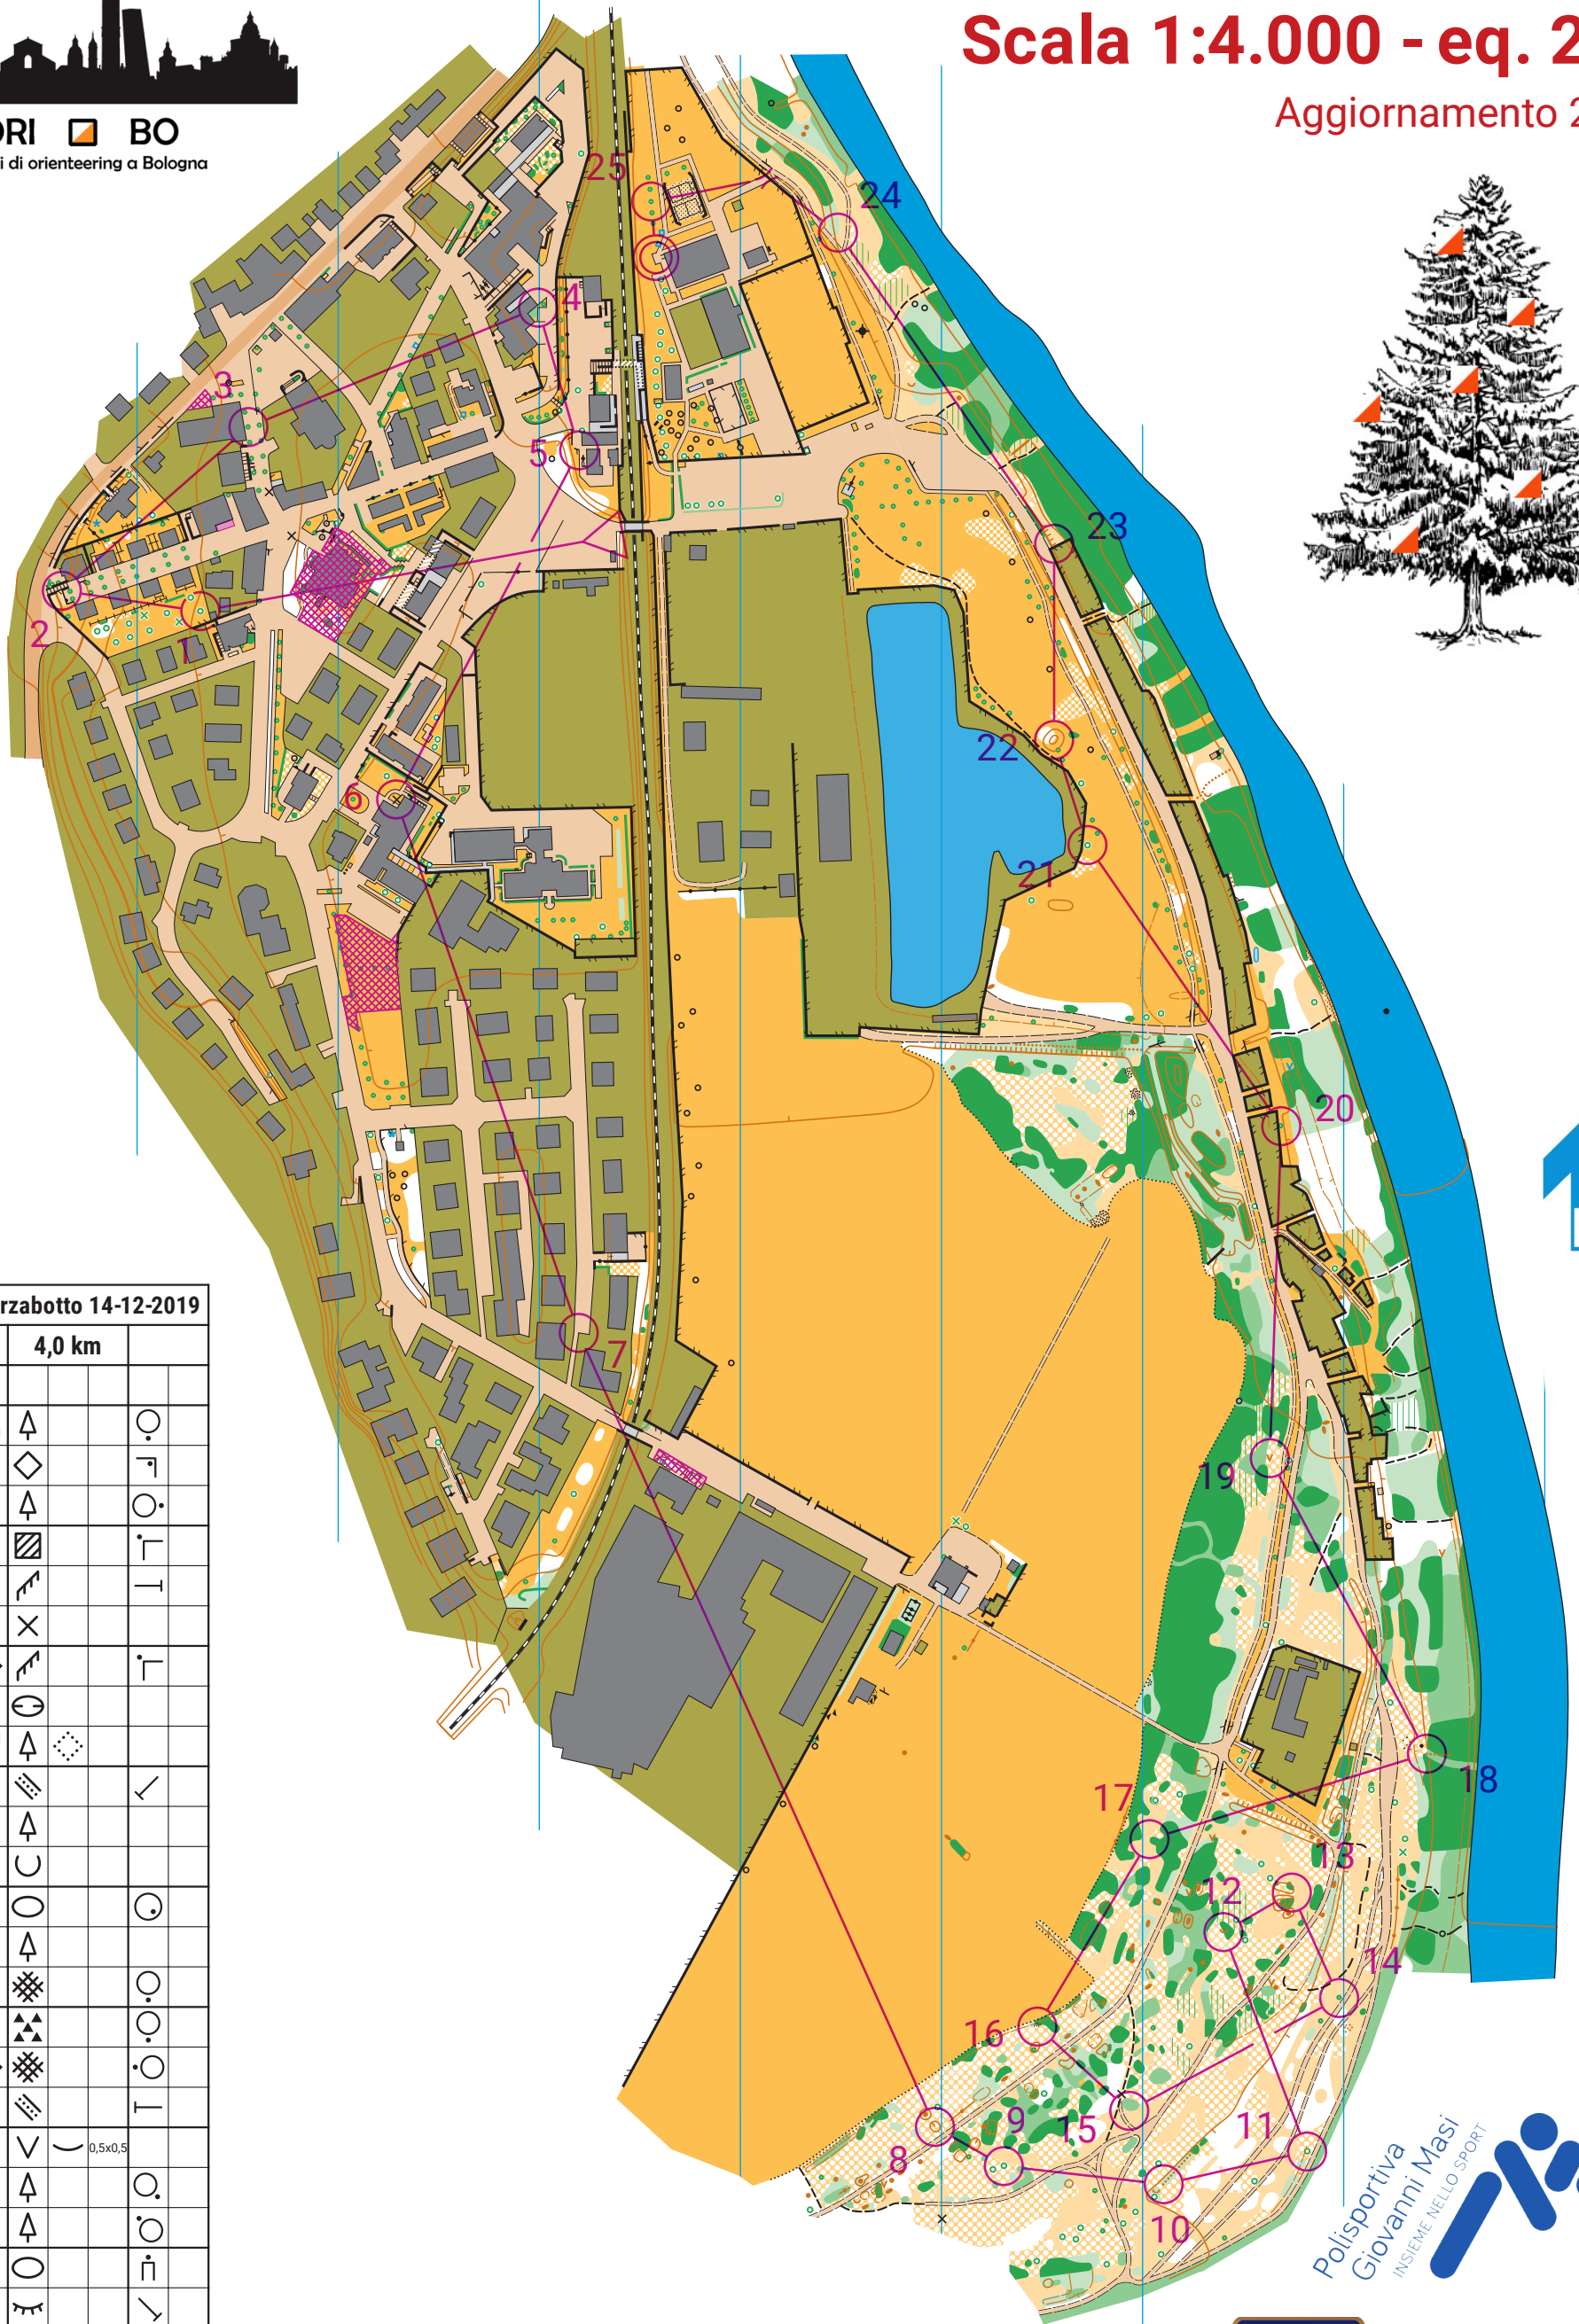 Scala 1:4.000 - eq. 2
Aggiornamento 2
ORI BO
i di orienteering a Bologna
25
24
4
3
5
23
2
1
22
6
21
20
rzabotto 14-12-2019
4,0 km
7
19
18
17
13
12
14
16
9
15
11
8
10
0,5x0,5
Polisportiva
Giovanni Masi
INSIEME NELLO SPORT